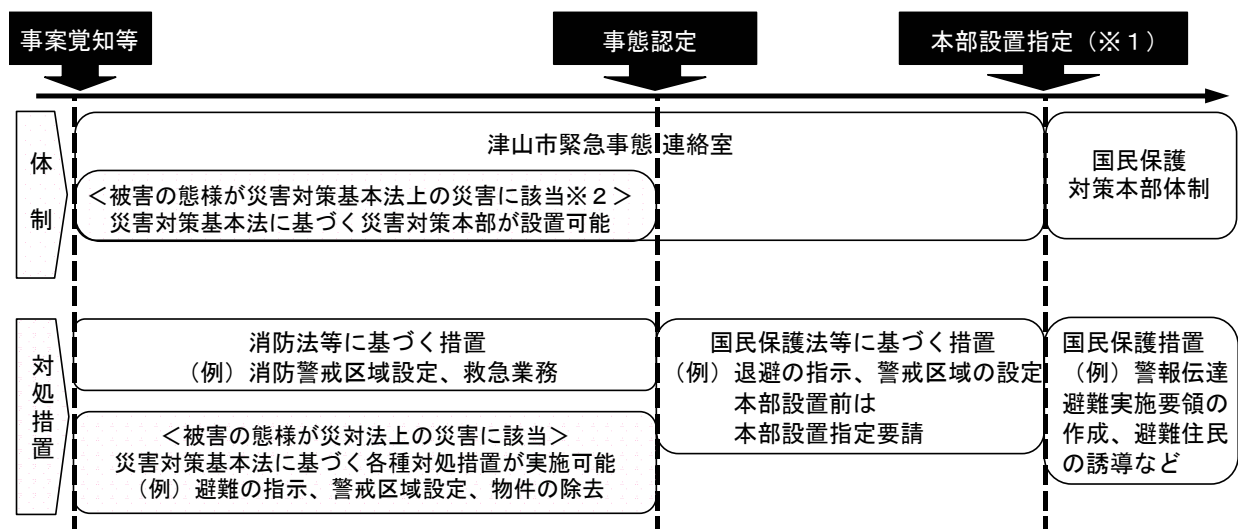 事案覚知等
事態認定
本部設置指定（※１）
体制
津山市緊急事態連絡室
＜被害の態様が災害対策基本法上の災害に該当※２＞
災害対策基本法に基づく災害対策本部が設置可能
国民保護
対策本部体制
対処措置
消防法等に基づく措置
（例）消防警戒区域設定、救急業務
＜被害の態様が災対法上の災害に該当＞
災害対策基本法に基づく各種対処措置が実施可能
（例）避難の指示、警戒区域設定、物件の除去
国民保護法等に基づく措置
（例）退避の指示、警戒区域の設定
本部設置前は
本部設置指定要請
国民保護措置
（例）警報伝達
避難実施要領の
作成、避難住民
の誘導など